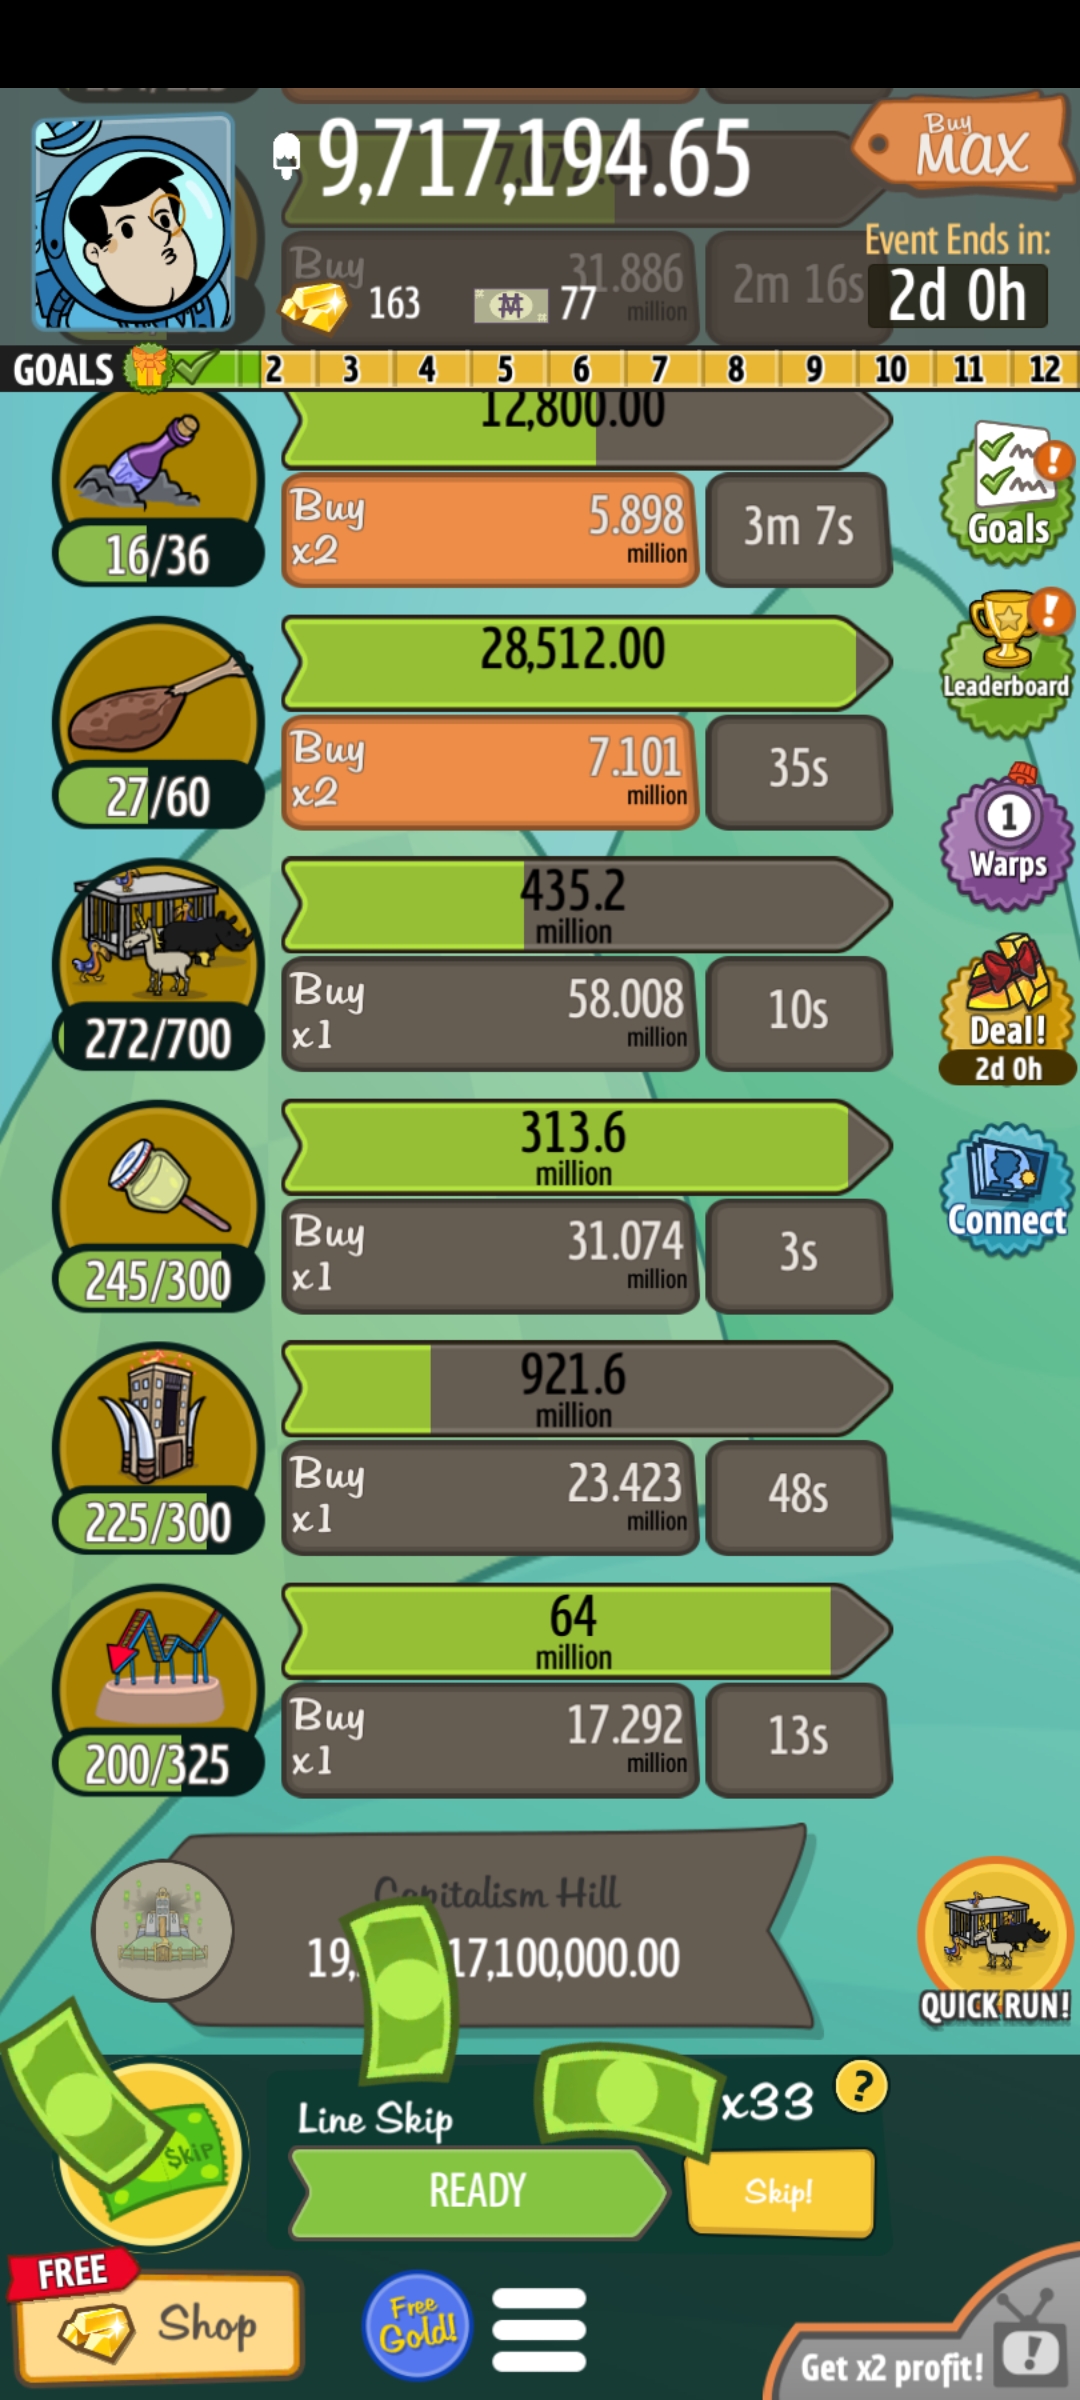 Buy
MAX
9,717,194.65
Event Ends in:
2d 0h
Buy
31.886
million
2m 16s
163
77
GOALS 2 3 4 5 6 7 8 9 10 11 12
12,800.00
Buy
x2
5.898
million
3m 7s
16/36
Goals
28,512.00
Buy
x2
7.101
million
35s
27/60
Leaderboard
435.2
million
Buy
x1
58.008
million
10s
272/700
1
Warps
Deal!
2d 0h
313.6
million
Buy
x1
31.074
million
3s
245/300
Connect
921.6
million
Buy
x1
23.423
million
48s
225/300
64
million
Buy
x1
17.292
million
13s
200/325
Capitalism Hill
17,100,000.00
QUICK RUN!
Line Skip
x33
?
$KIP
READY
Skip!
FREE
Shop
Free
Gold!
Get x2 profit!